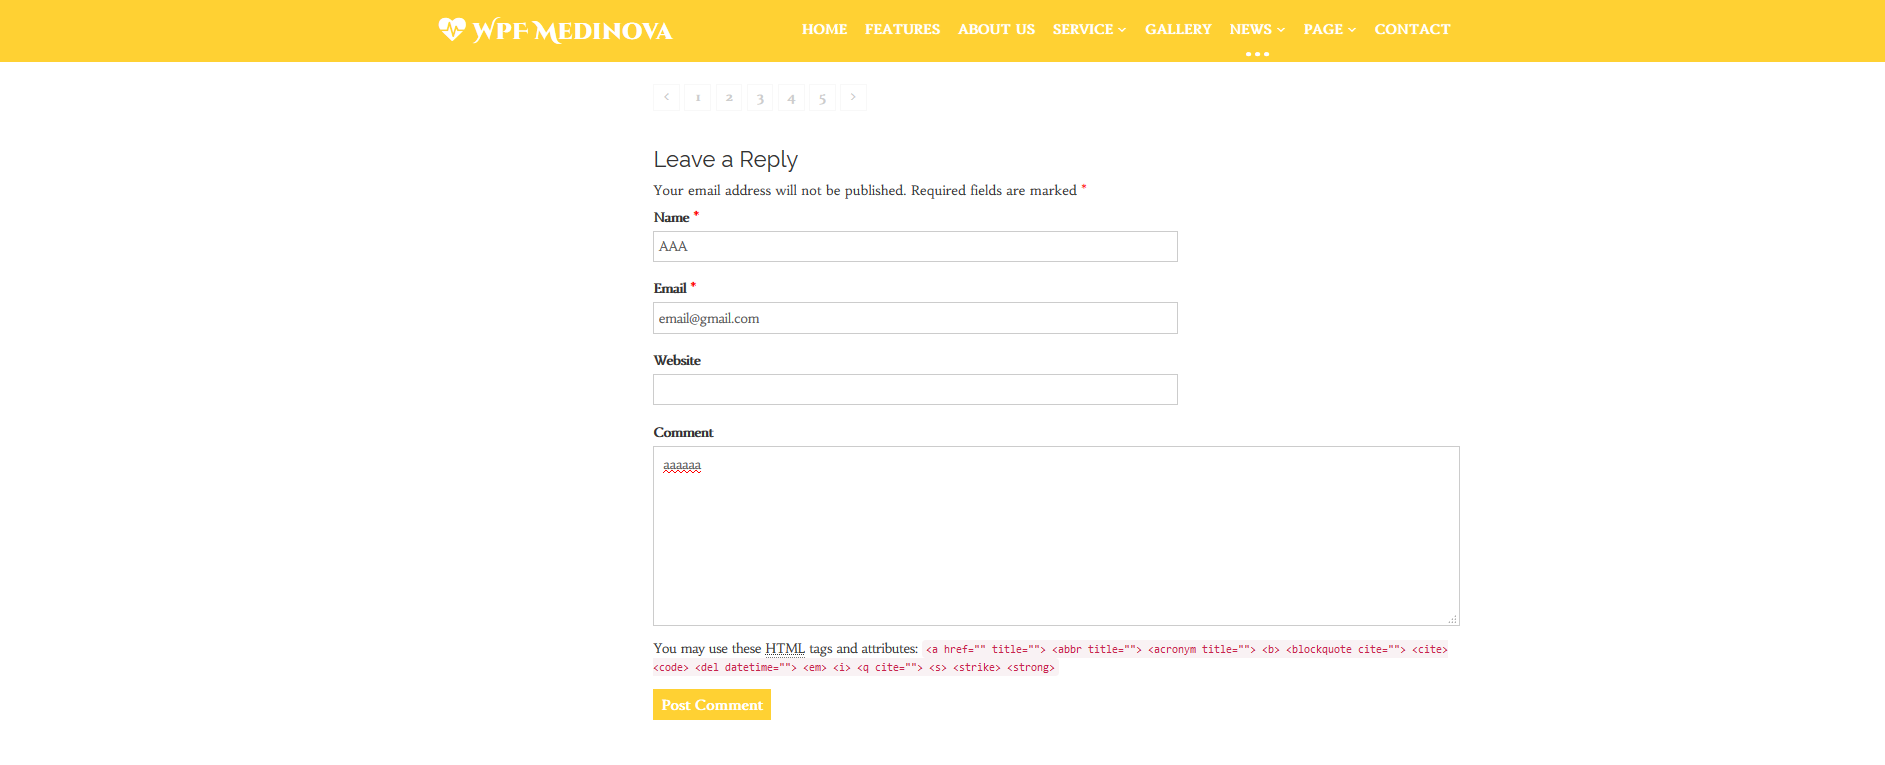 WPF MEDINOVA
HOME FEATURES ABOUT US SERVICE GALLERY NEWS PAGE CONTACT
1 2 3 4 5
Leave a Reply
Your email address will not be published. Required fields are marked *
Name *
AAA
Email *
email@gmail.com
Website
Comment
aaaaaa
You may use these HTML tags and attributes: <a href="" title=""> <abbr title=""> <acronym title=""> <b> <blockquote cite=""> <cite>
<code> <del datetime=""> <em> <i> <q cite=""> <s> <strike> <strong>
Post Comment